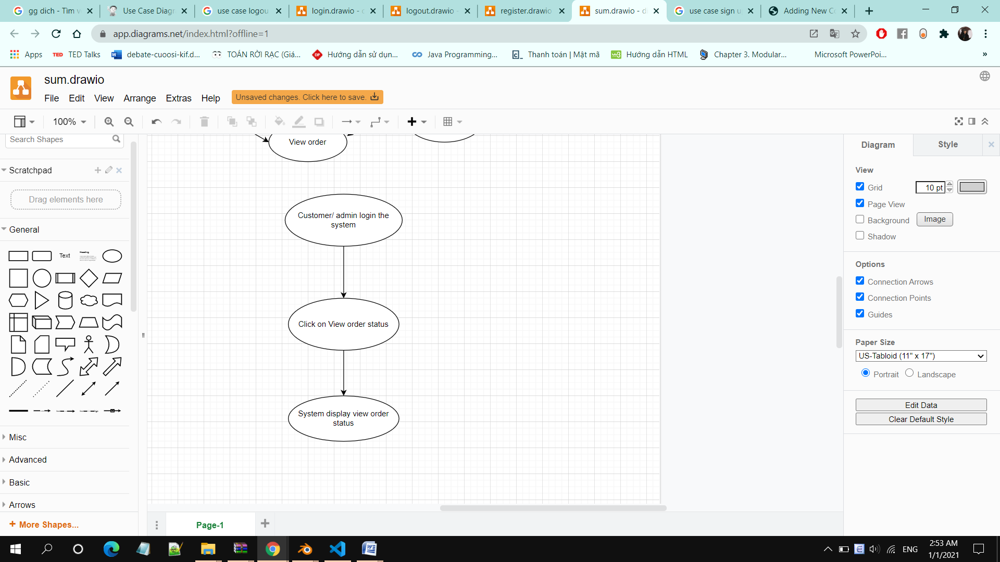 gg dich - Tìm v
Use Case Diagr
use case logou
login.drawio - d
logout.drawio -
register.drawio
sum.drawio - d
use case sign u
Adding New C
app.diagrams.net/index.html?offline=1
Apps
TED TED Talks
debate-cuoosi-kif.d...
TOÁN RỜI RẠC (Giá...
Hướng dẫn sử dụn...
Java Programming...
Thanh toán | Mật mã
Hướng dẫn HTML
Chapter 3. Modular...
Microsoft PowerPoi...
»
sum.drawio
File Edit View Arrange Extras Help
Unsaved changes. Click here to save.
100%
Search Shapes
Scratchpad
Drag elements here
General
Text
Heading
Misc
Advanced
Basic
Arrows
+ More Shapes...
View order
Customer/ admin login the
system
Click on View order status
System display view order
status
Page-1
Diagram
Style
View
Grid
10 pt
Page View
Background
Image
Shadow
Options
Connection Arrows
Connection Points
Guides
Paper Size
US-Tabloid (11" x 17")
Portrait
Landscape
Edit Data
Clear Default Style
ENG
2:53 AM
1/1/2021